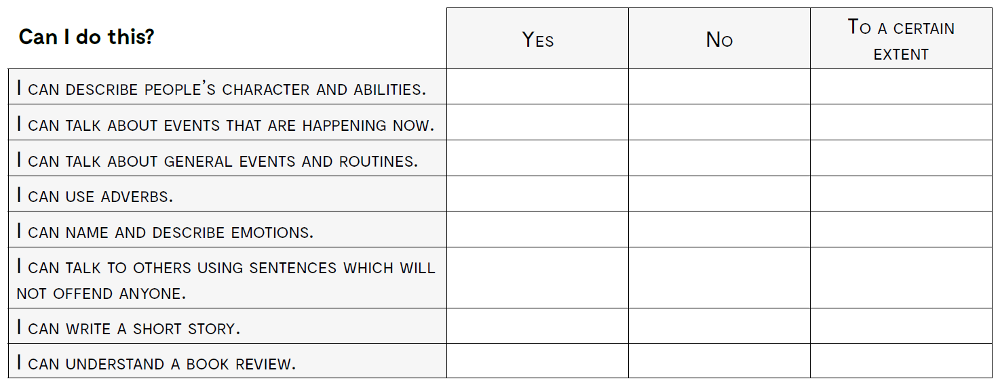 Can I do this?
Yes
No
To a certain
extent
I can describe people’s character and abilities.
I can talk about events that are happening now.
I can talk about general events and routines.
I can use adverbs.
I can name and describe emotions.
I can talk to others using sentences which will
not offend anyone.
I can write a short story.
I can understand a book review.